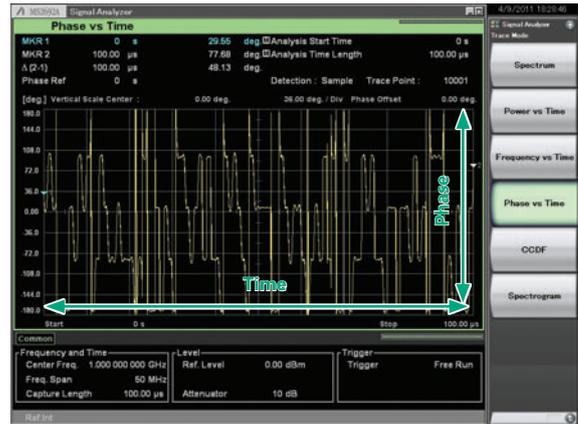 MS2692A Signal Analyzer
4/9/2011 18:28:46
Phase vs Time
Signal Analyzer
Trace Mode
MKR 1 0 s 29.55 deg. Analysis Start Time 0 s
MKR 2 100.00 µs 77.68 deg. Analysis Time Length 100.00 µs
Δ (2-1) 100.00 µs 48.13 deg.
Phase Ref 0 s Detection : Sample Trace Point : 10001
[deg.] Vertical Scale Center : 0.00 deg. 36.00 deg. / Div Phase Offset 0.00 deg.
180.0
144.0
108.0
72.0
36.0
0.00
-36.0
-72.0
-108.0
-144.0
-180.0
2
Phase
Time
Start 0 s Stop 100.00 µs
Spectrum
Power vs Time
Frequency vs Time
Phase vs Time
CCDF
Spectrogram
Common
Frequency and Time
Center Freq. 1.000 000 000 GHz
Freq. Span 50 MHz
Capture Length 100.00 µs
Level
Ref. Level 0.00 dBm
Attenuator 10 dB
Trigger
Trigger Free Run
Ref.Int